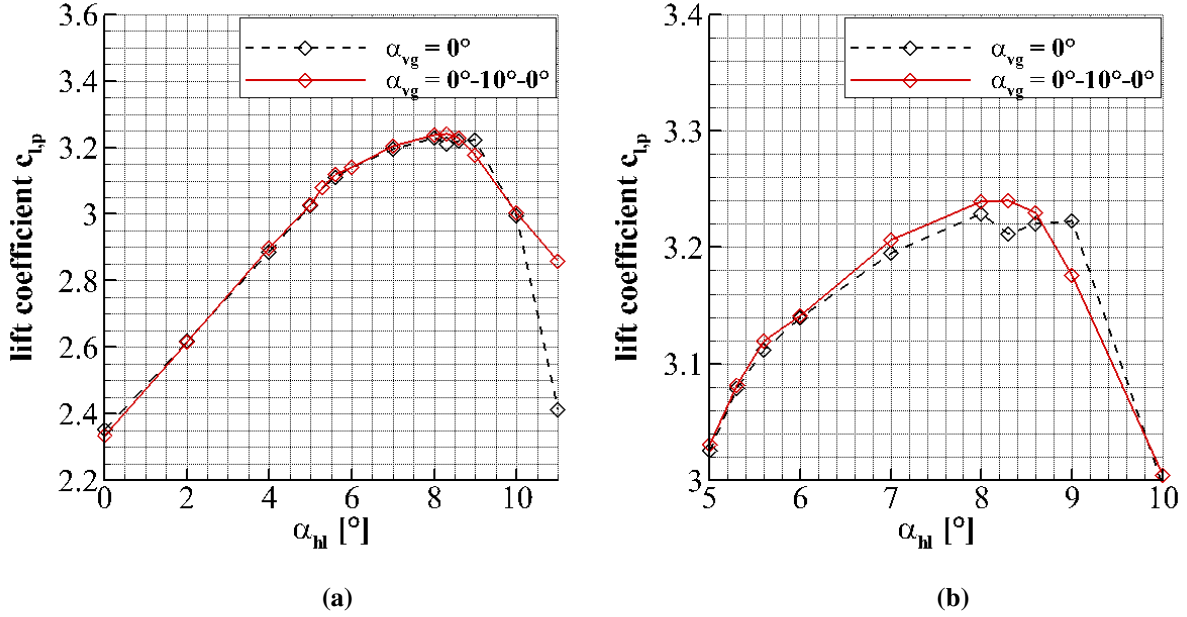 3.6
3.4
3.2
3
2.8
2.6
2.4
2.2
lift coefficient c_l,p
α_vg = 0°
α_vg = 0°-10°-0°
0 2 4 6 8 10
α_hl [°]
(a)
3.4
3.3
3.2
3.1
3
lift coefficient c_l,p
α_vg = 0°
α_vg = 0°-10°-0°
5 6 7 8 9 10
α_hl [°]
(b)